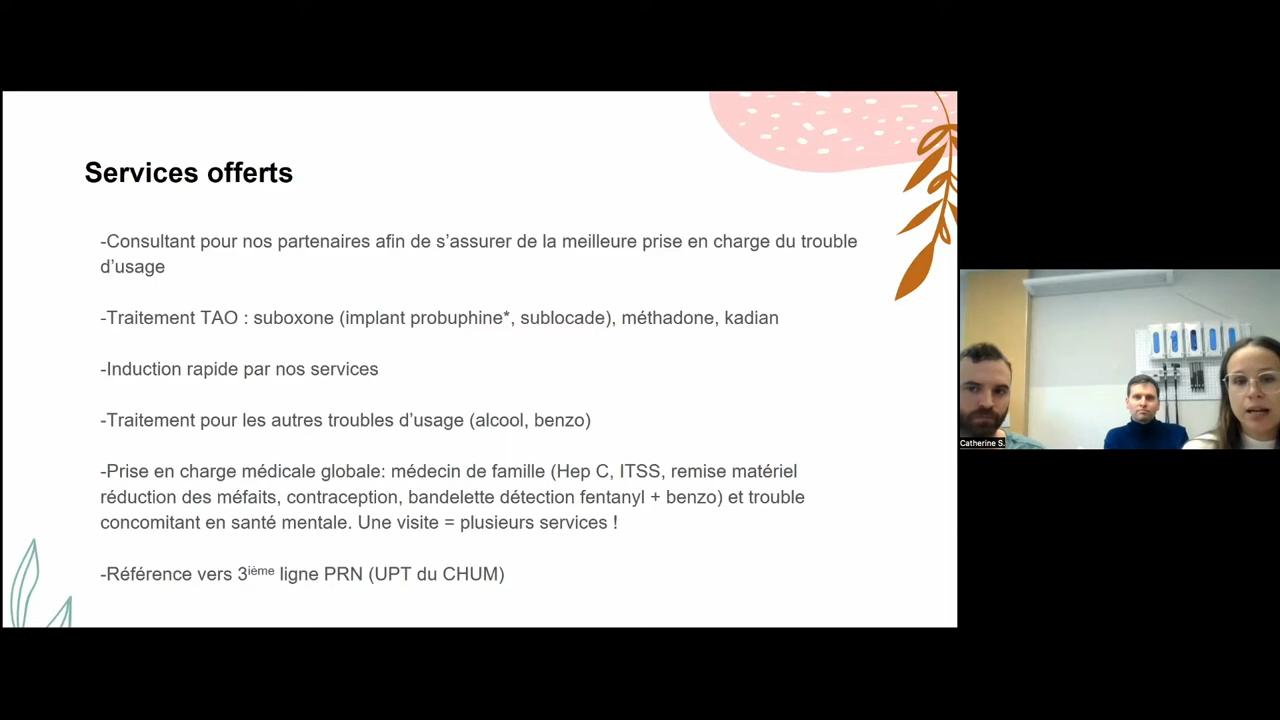 Services offerts
-Consultant pour nos partenaires afin de s’assurer de la meilleure prise en charge du trouble
d’usage
-Traitement TAO : suboxone (implant probuphine*, sublocade), méthadone, kadian
-Induction rapide par nos services
-Traitement pour les autres troubles d’usage (alcool, benzo)
-Prise en charge médicale globale: médecin de famille (Hep C, ITSS, remise matériel
réduction des méfaits, contraception, bandelette détection fentanyl + benzo) et trouble
concomitant en santé mentale. Une visite = plusieurs services !
-Référence vers 3ième ligne PRN (UPT du CHUM)
Catherine S.